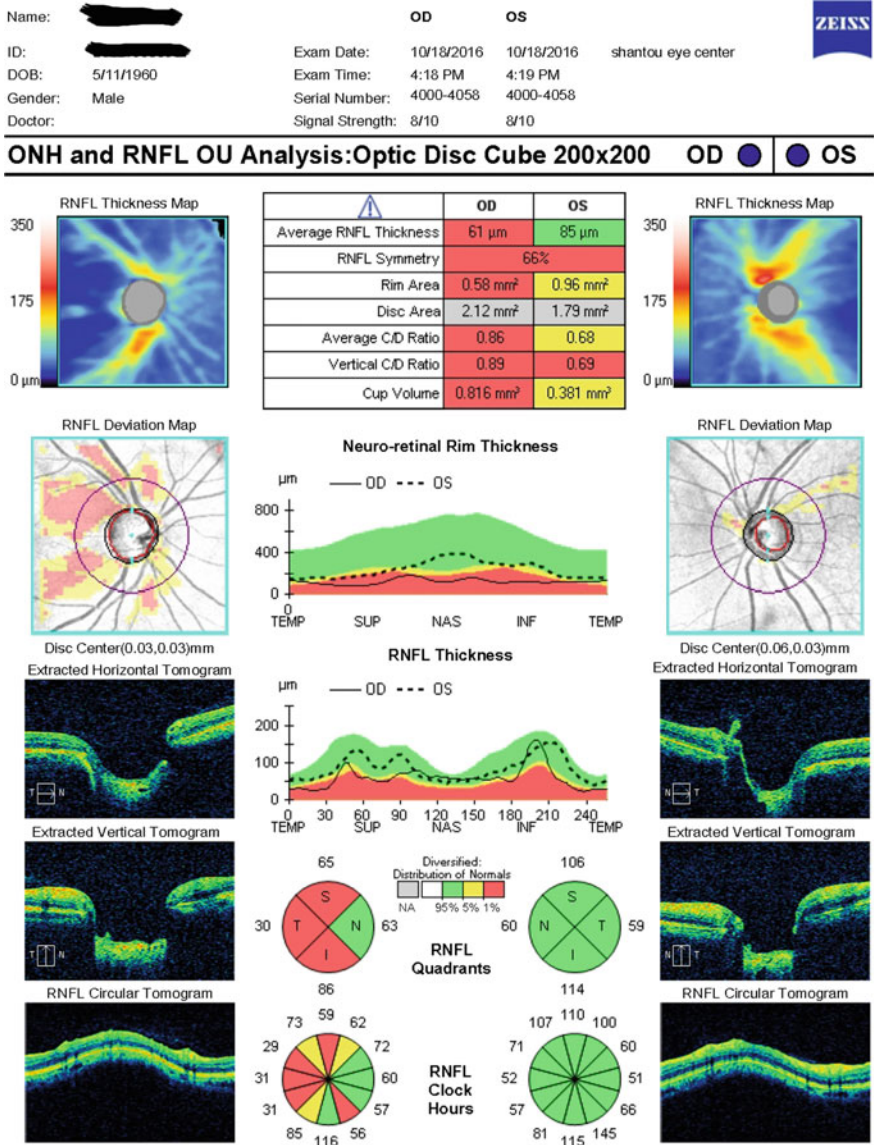 Name:
OD OS
ZEISS
ID:
Exam Date: 10/18/2016 10/18/2016 shantou eye center
DOB: 5/11/1960
Exam Time: 4:18 PM 4:19 PM
Gender: Male
Serial Number: 4000-4058 4000-4058
Doctor:
Signal Strength: 8/10 8/10
ONH and RNFL OU Analysis:Optic Disc Cube 200x200 OD OS
RNFL Thickness Map
350
175
0 µm
OD OS
Average RNFL Thickness 61 µm 85 µm
RNFL Symmetry 66%
Rim Area 0.58 mm² 0.96 mm²
Disc Area 2.12 mm² 1.79 mm²
Average C/D Ratio 0.86 0.68
Vertical C/D Ratio 0.89 0.69
Cup Volume 0.816 mm³ 0.381 mm³
RNFL Thickness Map
350
175
0 µm
RNFL Deviation Map
Disc Center(0.03,0.03)mm
Neuro-retinal Rim Thickness
µm OD OS
800
400
0
0
TEMP SUP NAS INF TEMP
RNFL Deviation Map
Disc Center(0.06,0.03)mm
Extracted Horizontal Tomogram
T N
RNFL Thickness
µm OD OS
200
100
0
0 30 60 90 120 150 180 210 240
TEMP SUP NAS INF TEMP
Extracted Horizontal Tomogram
N T
Extracted Vertical Tomogram
T N
65
30 S T N I 63
86
Diversified:
Distribution of Normals
NA 95% 5% 1%
RNFL
Quadrants
106
60 S N T I 59
114
Extracted Vertical Tomogram
T N
RNFL Circular Tomogram
59
73 62
29 72
31 60
31 57
85 56
116
RNFL
Clock
Hours
110
107 100
71 60
52 51
57 66
81 145
115
RNFL Circular Tomogram